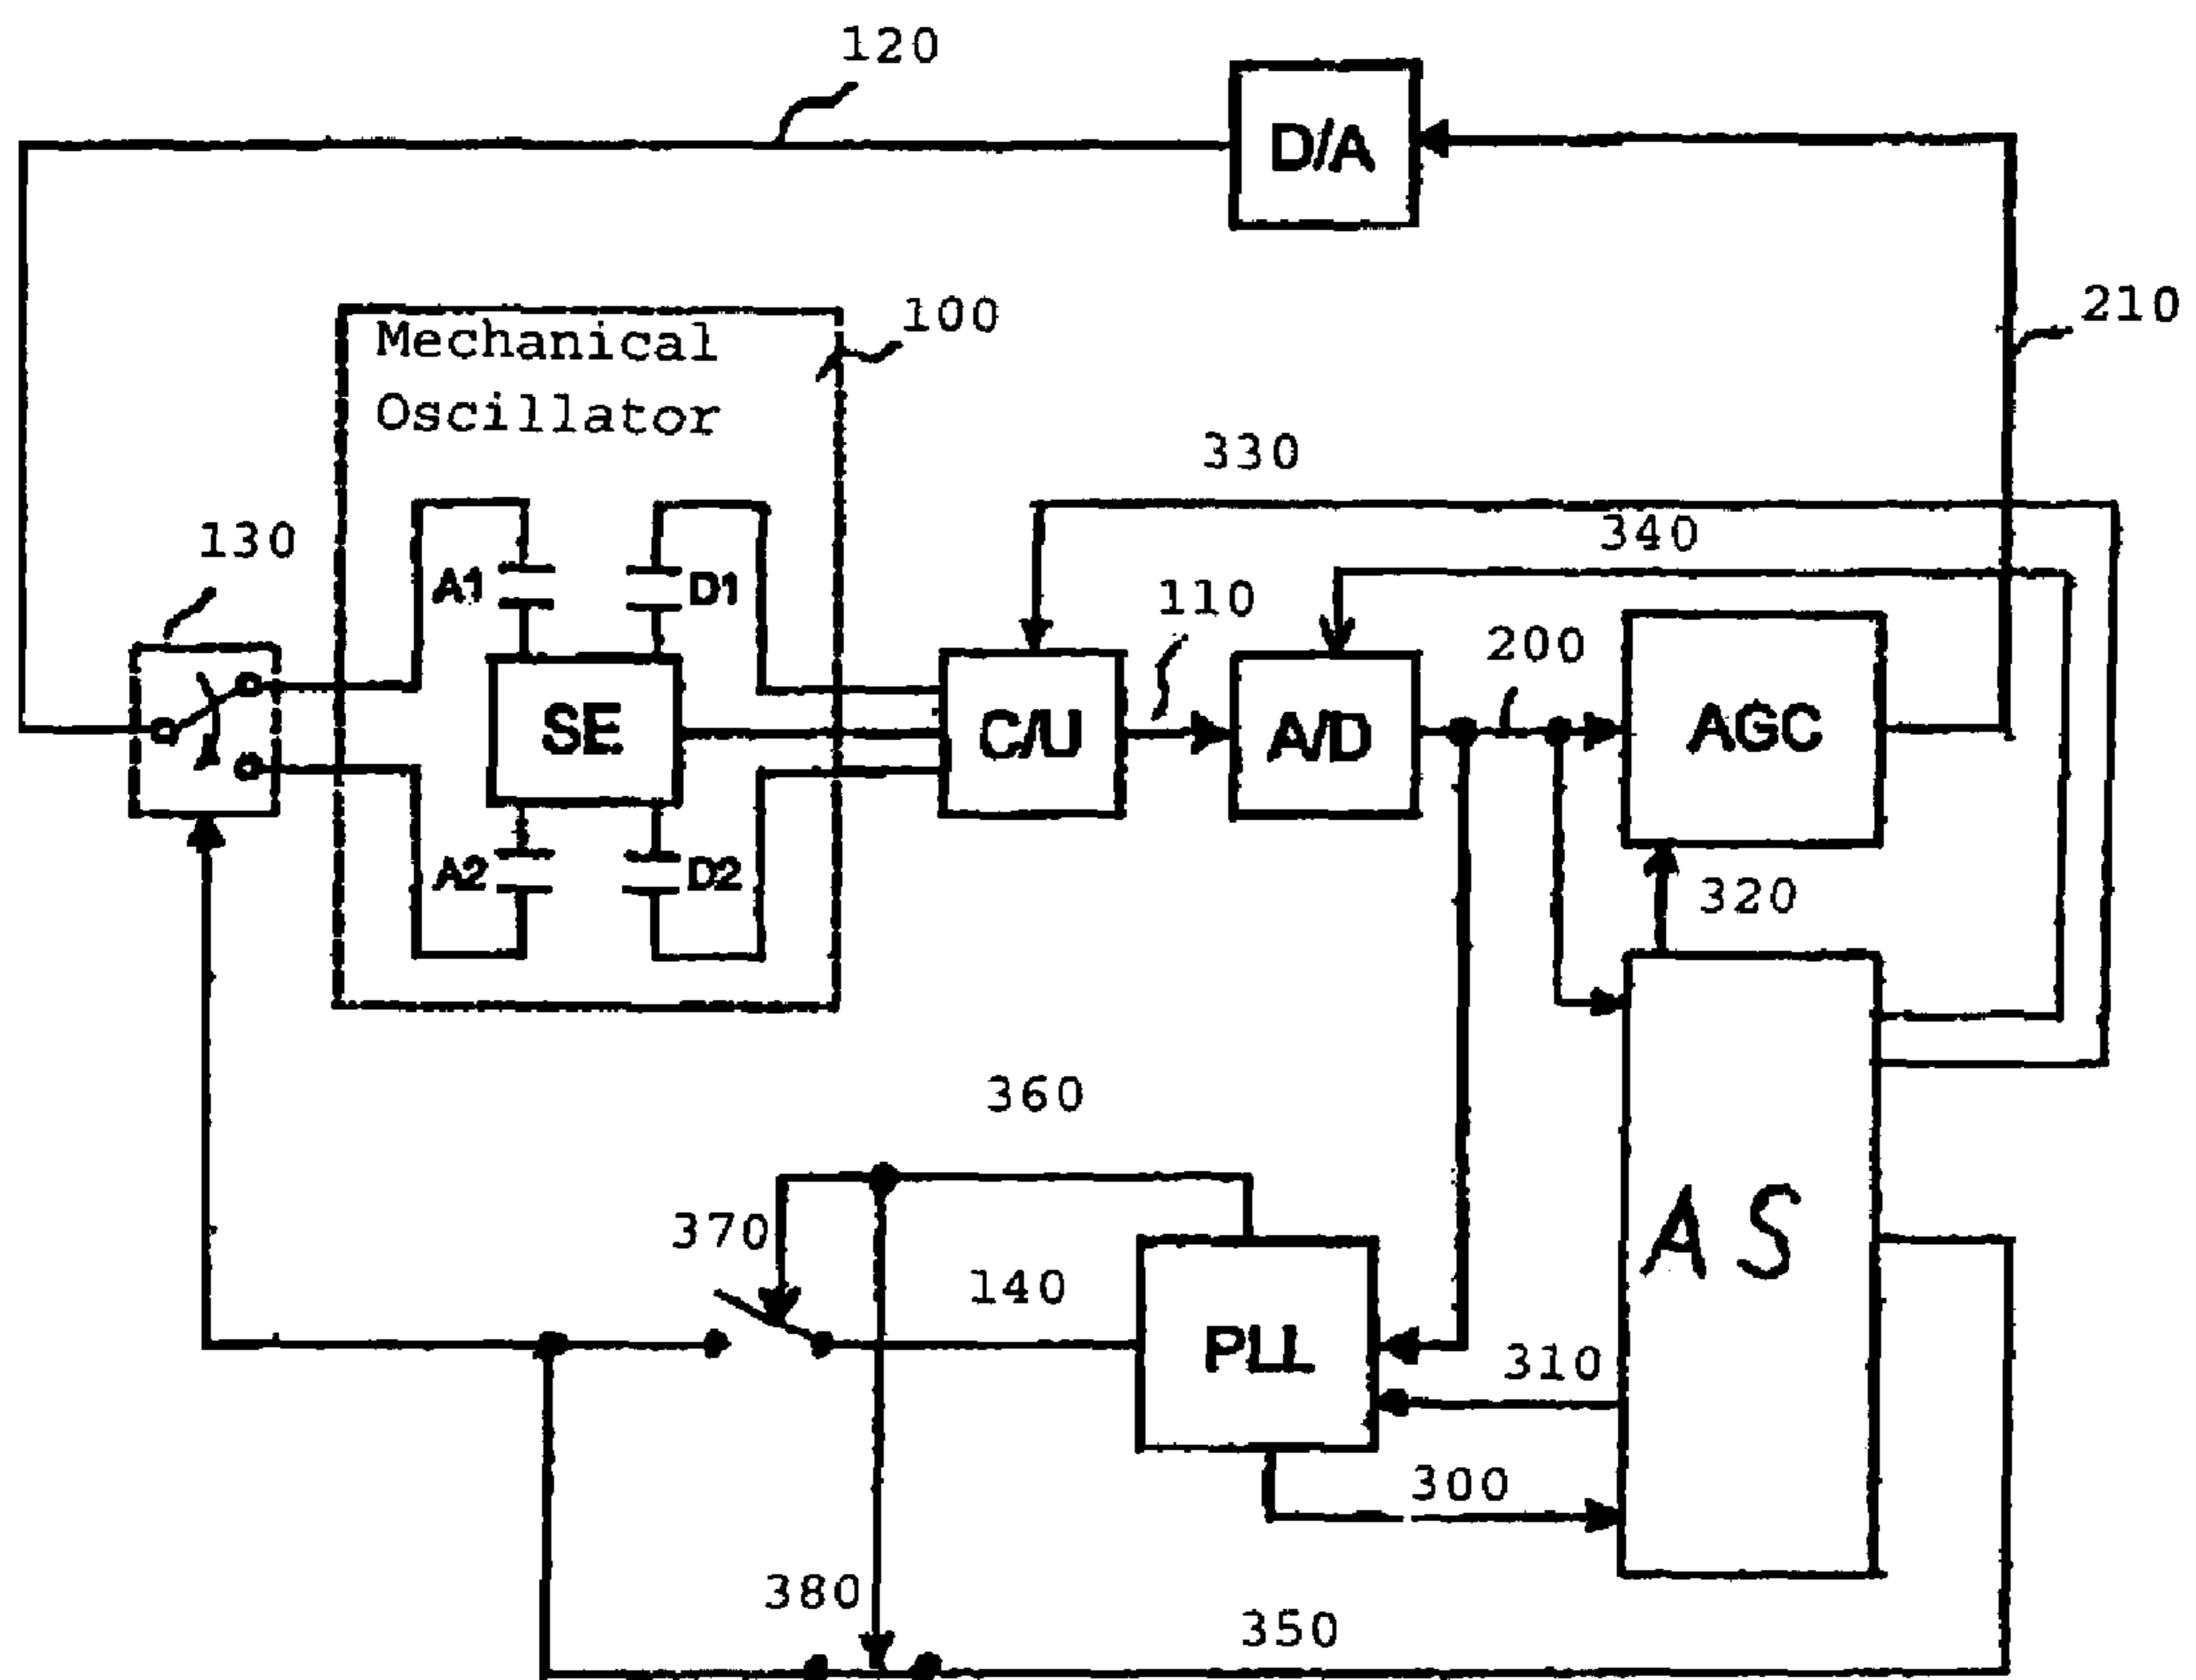 120
D/A
210
100
Mechanical
Oscillator
330
340
130
A1
D1
110
200
SE
C/U
A/D
AGC
A2
D2
320
360
370
140
AS
PLL
310
300
380
350